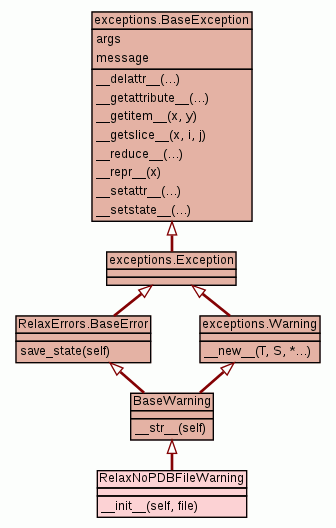 exceptions.BaseException
args
message
__delattr__(...)
__getattribute__(...)
__getitem__(x, y)
__getslice__(x, i, j)
__reduce__(...)
__repr__(x)
__setattr__(...)
__setstate__(...)
exceptions.Exception
RelaxErrors.BaseError
save_state(self)
exceptions.Warning
__new__(T, S, *...)
BaseWarning
__str__(self)
RelaxNoPDBFileWarning
__init__(self, file)